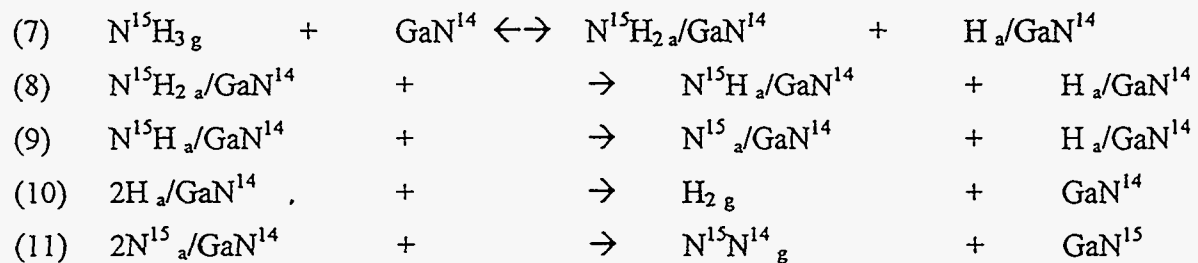 (7) N¹⁵H₃ g + GaN¹⁴ ←→ N¹⁵H₂ a/GaN¹⁴ + H a/GaN¹⁴
(8) N¹⁵H₂ a/GaN¹⁴ + → N¹⁵H a/GaN¹⁴ + H a/GaN¹⁴
(9) N¹⁵H a/GaN¹⁴ + → N¹⁵ a/GaN¹⁴ + H a/GaN¹⁴
(10) 2H a/GaN¹⁴ . + → H₂ g + GaN¹⁴
(11) 2N¹⁵ a/GaN¹⁴ + → N¹⁵N¹⁴ g + GaN¹⁵